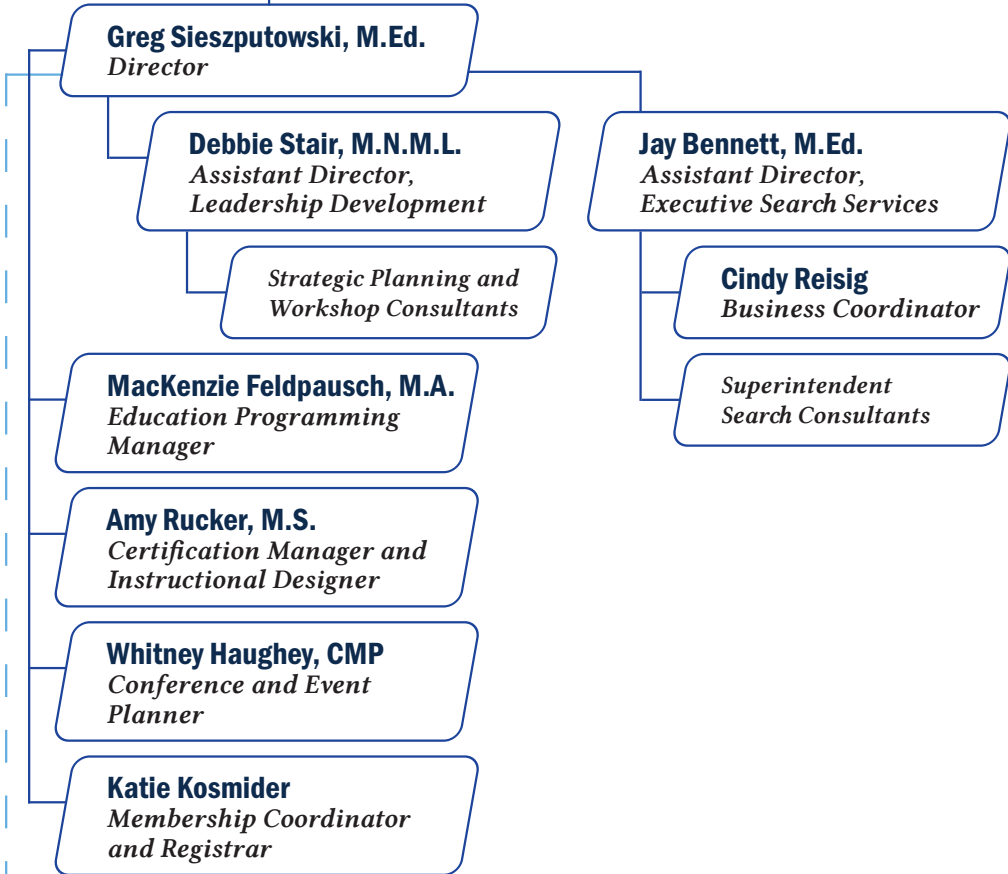 Greg Sieszputowski, M.Ed.
Director
Debbie Stair, M.N.M.L.
Assistant Director,
Leadership Development
Strategic Planning and
Workshop Consultants
Jay Bennett, M.Ed.
Assistant Director,
Executive Search Services
Cindy Reisig
Business Coordinator
Superintendent
Search Consultants
MacKenzie Feldpausch, M.A.
Education Programming
Manager
Amy Rucker, M.S.
Certification Manager and
Instructional Designer
Whitney Haughey, CMP
Conference and Event
Planner
Katie Kosmider
Membership Coordinator
and Registrar